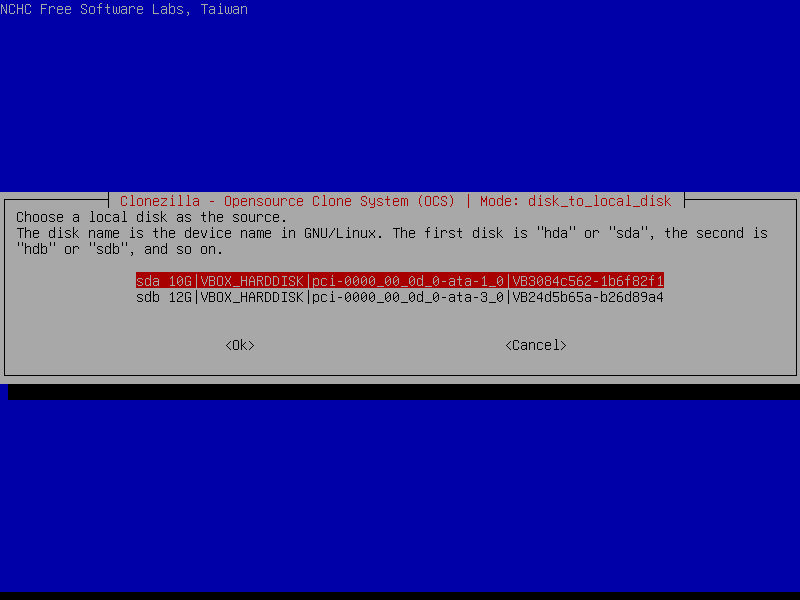 NCHC Free Software Labs, Taiwan
Clonezilla - Opensource Clone System (OCS) | Mode: disk_to_local_disk
Choose a local disk as the source.
The disk name is the device name in GNU/Linux. The first disk is "hda" or "sda", the second is
"hdb" or "sdb", and so on.
sda 10G|VBOX_HARDDISK|pci-0000_00_0d_0-ata-1_0|VB3084c562-1b6f82f1
sdb 12G|VBOX_HARDDISK|pci-0000_00_0d_0-ata-3_0|VB24d5b65a-b26d89a4
<Ok> <Cancel>